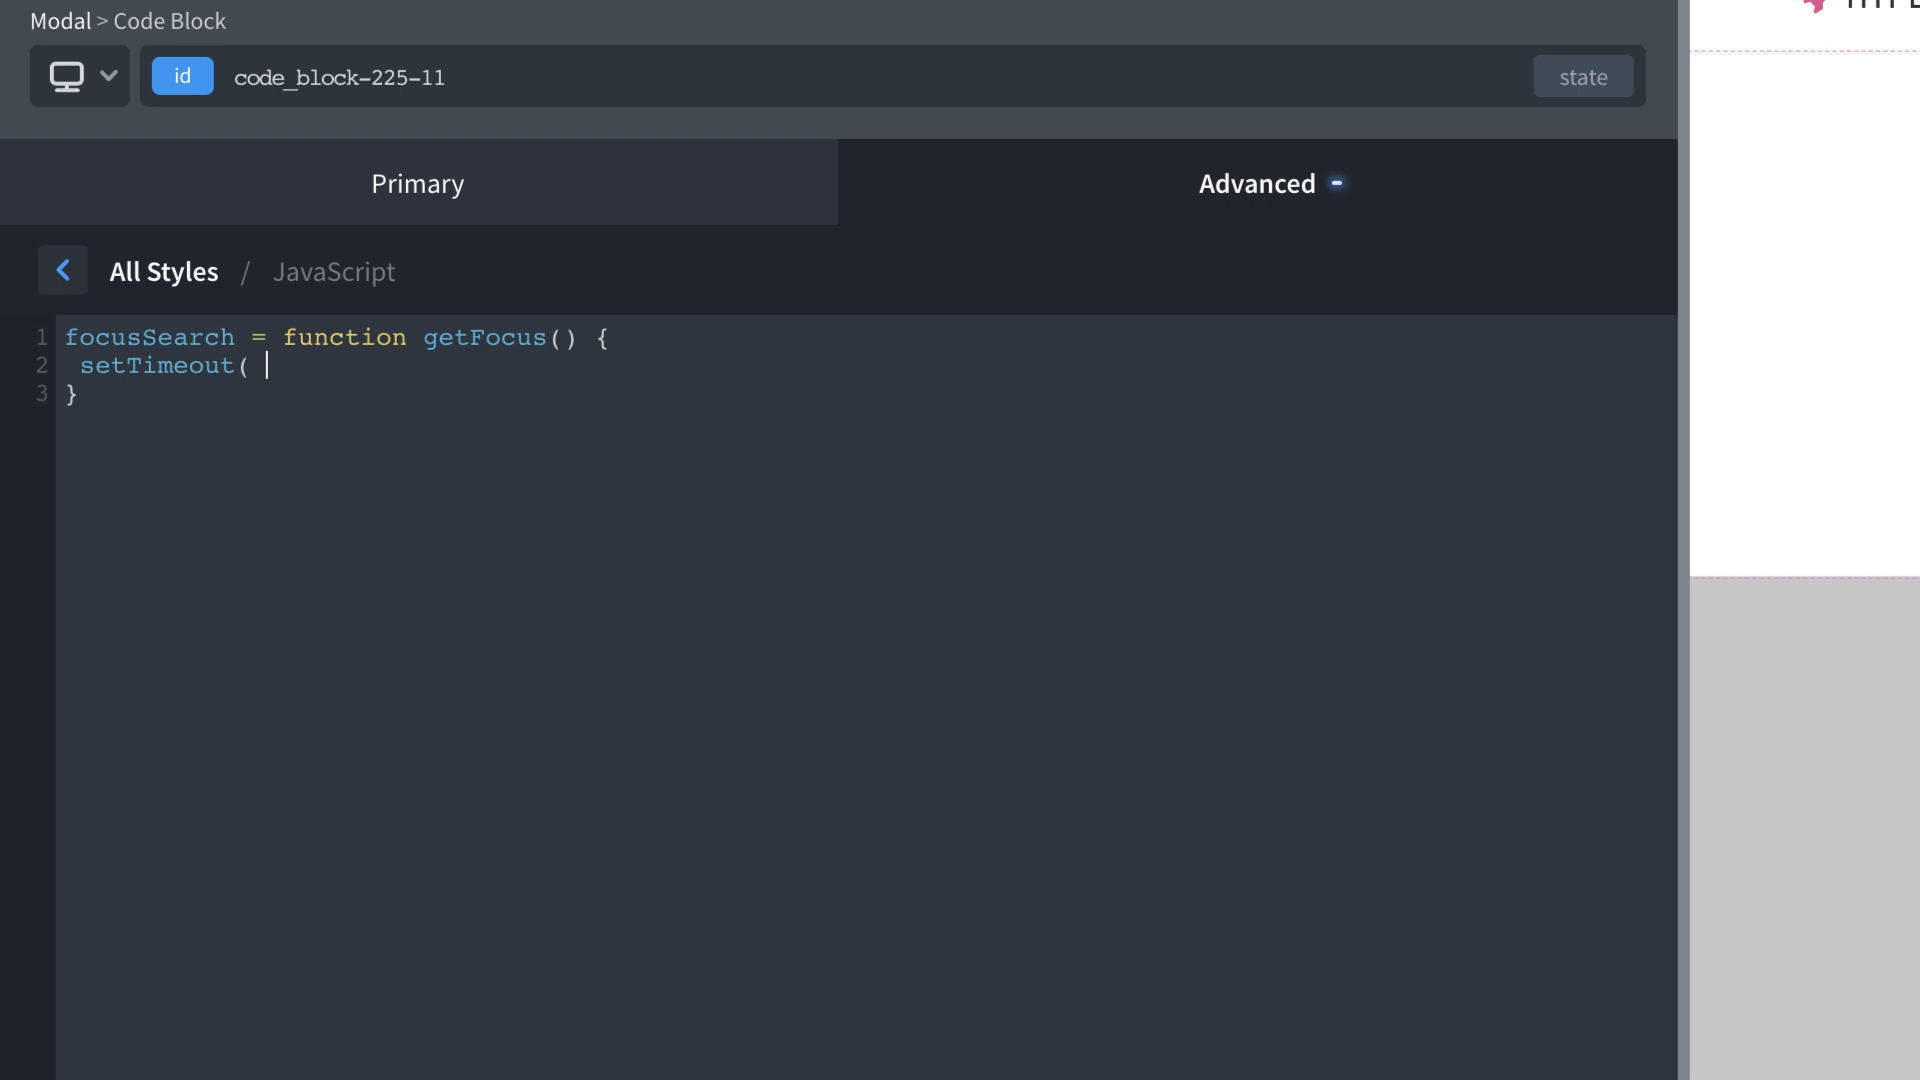 Modal > Code Block
id code_block-225-11 state
Primary Advanced
All Styles / JavaScript
1 focusSearch = function getFocus() {
2 setTimeout(
3 }